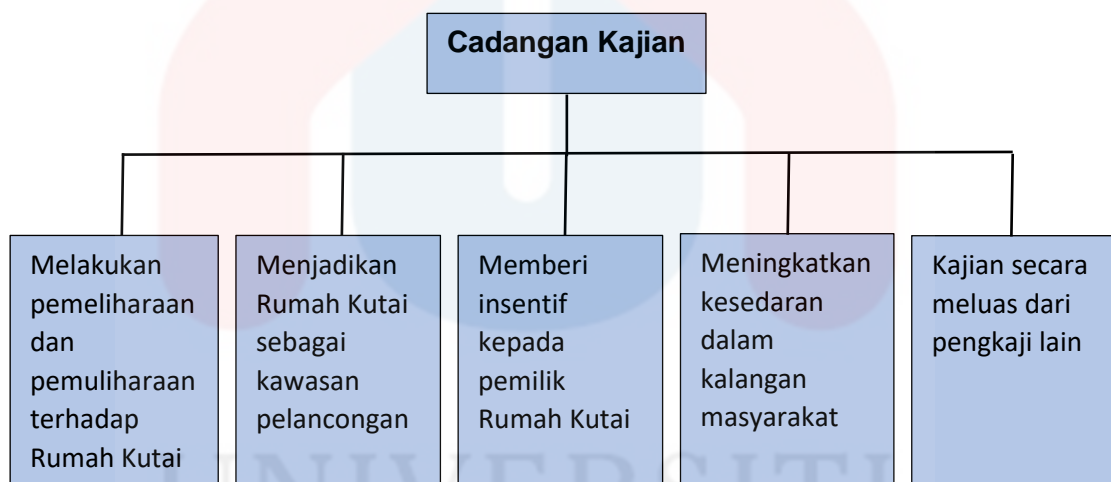 Cadangan Kajian
Melakukan
pemeliharaan
dan
pemuliharaan
terhadap
Rumah Kutai
Menjadikan
Rumah Kutai
sebagai
kawasan
pelancongan
Memberi
insentif
kepada
pemilik
Rumah Kutai
Meningkatkan
kesedaran
dalam
kalangan
masyarakat
Kajian secara
meluas dari
pengkaji lain
UNIVERSITI